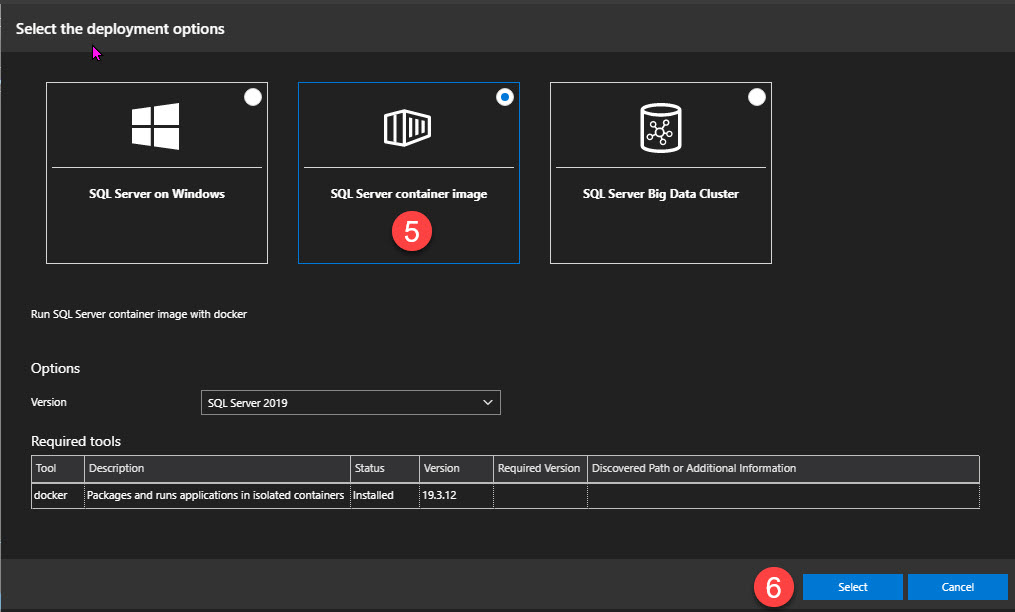 Select the deployment options
SQL Server on Windows
SQL Server container image
SQL Server Big Data Cluster
5
Run SQL Server container image with docker
Options
Version
SQL Server 2019
Required tools
Tool Description Status Version Required Version Discovered Path or Additional Information
docker Packages and runs applications in isolated containers Installed 19.3.12
6
Select
Cancel